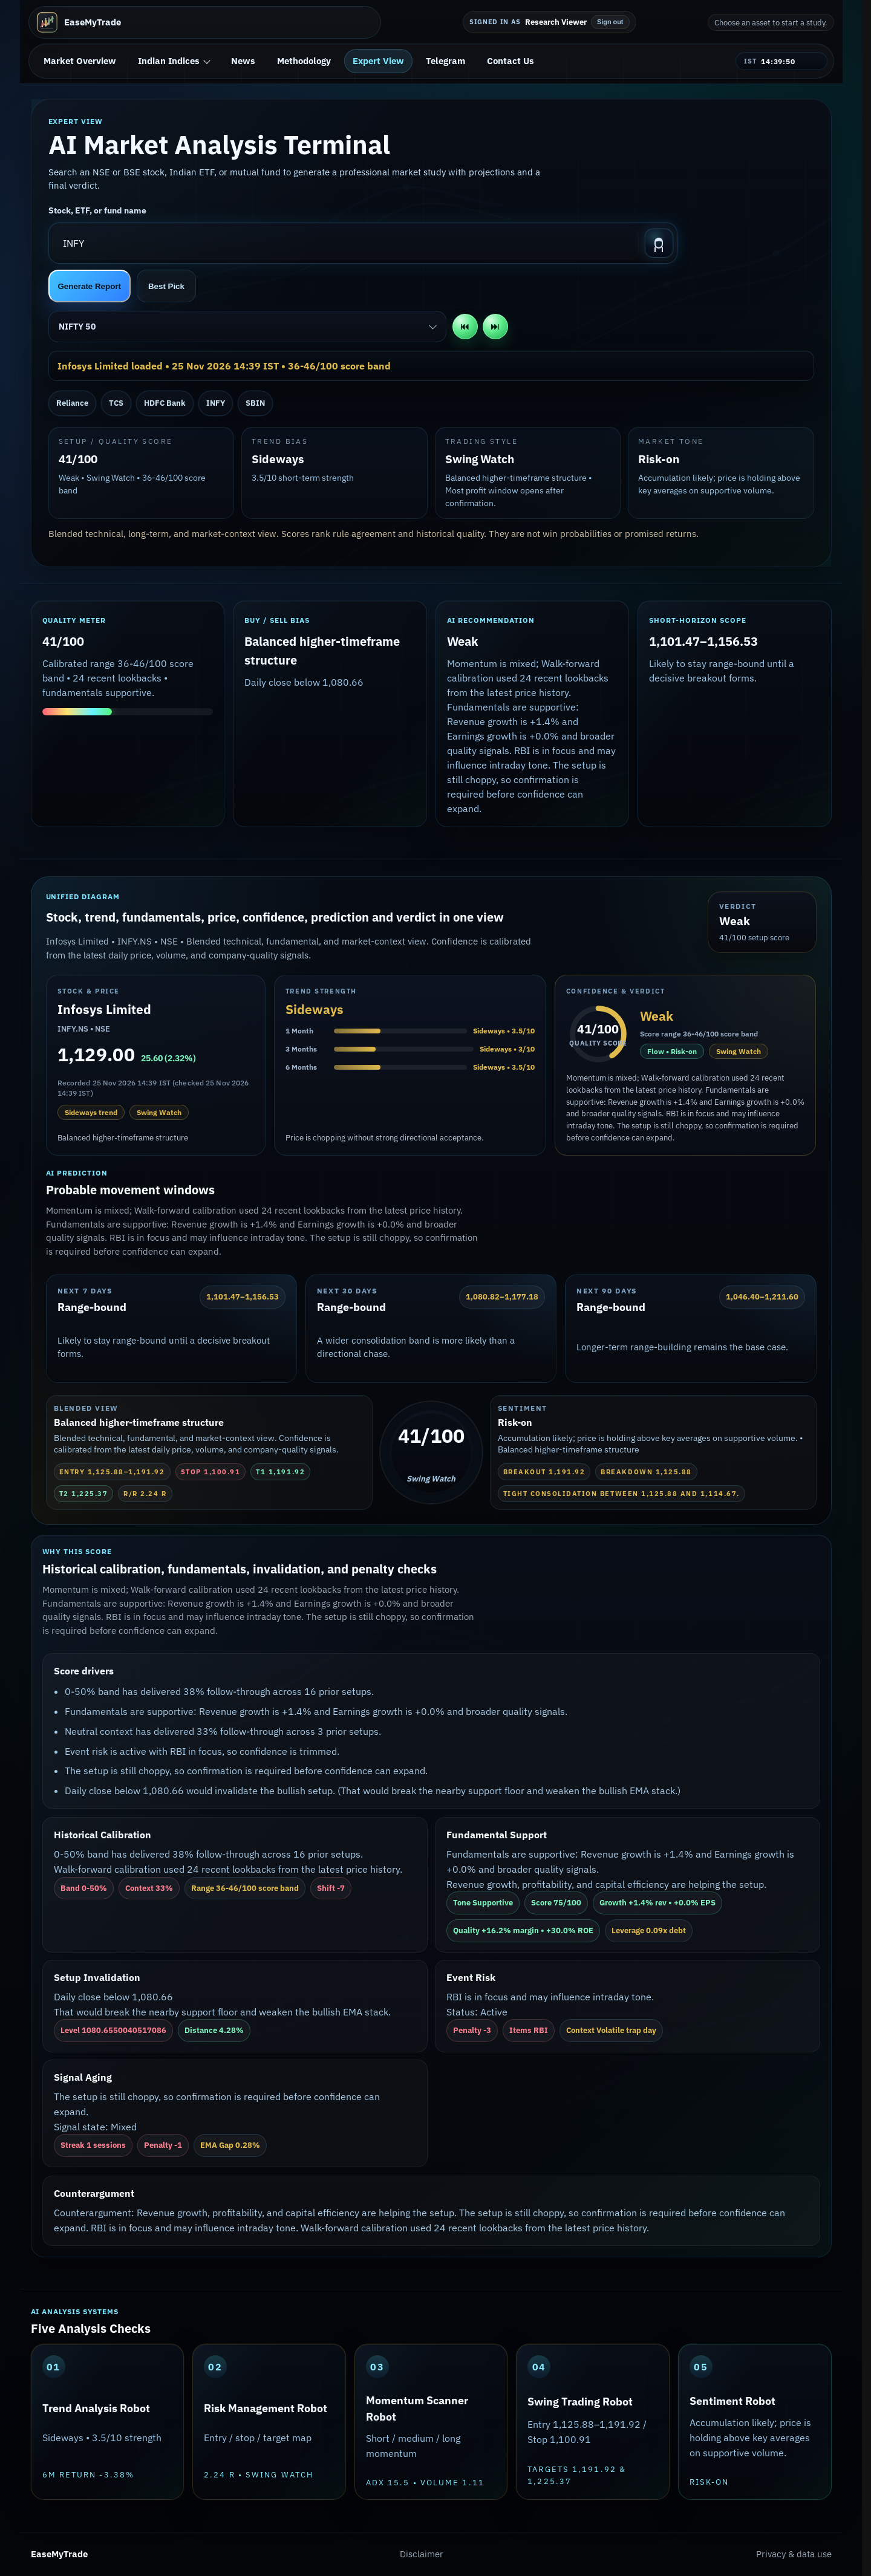 EaseMyTrade
SIGNED IN AS Research Viewer Sign out
Choose an asset to start a study.
Market Overview Indian Indices News Methodology Expert View Telegram Contact Us
IST 14:39:50
EXPERT VIEW
AI Market Analysis Terminal
Search an NSE or BSE stock, Indian ETF, or mutual fund to generate a professional market study with projections and a
final verdict.
Stock, ETF, or fund name
INFY
Generate Report Best Pick
NIFTY 50
Infosys Limited loaded • 25 Nov 2026 14:39 IST • 36-46/100 score band
Reliance TCS HDFC Bank INFY SBIN
SETUP / QUALITY SCORE
41/100
Weak • Swing Watch • 36-46/100 score
band
TREND BIAS
Sideways
3.5/10 short-term strength
TRADING STYLE
Swing Watch
Balanced higher-timeframe structure •
Most profit window opens after
confirmation.
MARKET TONE
Risk-on
Accumulation likely; price is holding above
key averages on supportive volume.
Blended technical, long-term, and market-context view. Scores rank rule agreement and historical quality. They are not win probabilities or promised returns.
QUALITY METER
41/100
Calibrated range 36-46/100 score
band • 24 recent lookbacks •
fundamentals supportive.
BUY / SELL BIAS
Balanced higher-timeframe
structure
Daily close below 1,080.66
AI RECOMMENDATION
Weak
Momentum is mixed; Walk-forward
calibration used 24 recent lookbacks
from the latest price history.
Fundamentals are supportive:
Revenue growth is +1.4% and
Earnings growth is +0.0% and broader
quality signals. RBI is in focus and may
influence intraday tone. The setup is
still choppy, so confirmation is
required before confidence can
expand.
SHORT-HORIZON SCOPE
1,101.47–1,156.53
Likely to stay range-bound until a
decisive breakout forms.
UNIFIED DIAGRAM
Stock, trend, fundamentals, price, confidence, prediction and verdict in one view
Infosys Limited • INFY.NS • NSE • Blended technical, fundamental, and market-context view. Confidence is calibrated
from the latest daily price, volume, and company-quality signals.
VERDICT
Weak
41/100 setup score
STOCK & PRICE
Infosys Limited
INFY.NS • NSE
1,129.00 25.60 (2.32%)
Recorded 25 Nov 2026 14:39 IST (checked 25 Nov 2026
14:39 IST)
Sideways trend Swing Watch
Balanced higher-timeframe structure
TREND STRENGTH
Sideways
1 Month Sideways • 3.5/10
3 Months Sideways • 3/10
6 Months Sideways • 3.5/10
Price is chopping without strong directional acceptance.
CONFIDENCE & VERDICT
41/100
QUALITY SCORE
Weak
Score range 36-46/100 score band
Flow • Risk-on Swing Watch
Momentum is mixed; Walk-forward calibration used 24 recent
lookbacks from the latest price history. Fundamentals are
supportive: Revenue growth is +1.4% and Earnings growth is +0.0%
and broader quality signals. RBI is in focus and may influence
intraday tone. The setup is still choppy, so confirmation is required
before confidence can expand.
AI PREDICTION
Probable movement windows
Momentum is mixed; Walk-forward calibration used 24 recent lookbacks from the latest price history.
Fundamentals are supportive: Revenue growth is +1.4% and Earnings growth is +0.0% and broader
quality signals. RBI is in focus and may influence intraday tone. The setup is still choppy, so confirmation
is required before confidence can expand.
NEXT 7 DAYS
Range-bound
1,101.47–1,156.53
Likely to stay range-bound until a decisive breakout
forms.
NEXT 30 DAYS
Range-bound
1,080.82–1,177.18
A wider consolidation band is more likely than a
directional chase.
NEXT 90 DAYS
Range-bound
1,046.40–1,211.60
Longer-term range-building remains the base case.
BLENDED VIEW
Balanced higher-timeframe structure
Blended technical, fundamental, and market-context view. Confidence is
calibrated from the latest daily price, volume, and company-quality signals.
ENTRY 1,125.88–1,191.92 STOP 1,100.91 T1 1,191.92
T2 1,225.37 R/R 2.24 R
41/100
Swing Watch
SENTIMENT
Risk-on
Accumulation likely; price is holding above key averages on supportive volume. •
Balanced higher-timeframe structure
BREAKOUT 1,191.92 BREAKDOWN 1,125.88
TIGHT CONSOLIDATION BETWEEN 1,125.88 AND 1,114.67.
WHY THIS SCORE
Historical calibration, fundamentals, invalidation, and penalty checks
Momentum is mixed; Walk-forward calibration used 24 recent lookbacks from the latest price history.
Fundamentals are supportive: Revenue growth is +1.4% and Earnings growth is +0.0% and broader
quality signals. RBI is in focus and may influence intraday tone. The setup is still choppy, so confirmation
is required before confidence can expand.
Score drivers
• 0-50% band has delivered 38% follow-through across 16 prior setups.
• Fundamentals are supportive: Revenue growth is +1.4% and Earnings growth is +0.0% and broader quality signals.
• Neutral context has delivered 33% follow-through across 3 prior setups.
• Event risk is active with RBI in focus, so confidence is trimmed.
• The setup is still choppy, so confirmation is required before confidence can expand.
• Daily close below 1,080.66 would invalidate the bullish setup. (That would break the nearby support floor and weaken the bullish EMA stack.)
Historical Calibration
0-50% band has delivered 38% follow-through across 16 prior setups.
Walk-forward calibration used 24 recent lookbacks from the latest price history.
Band 0-50% Context 33% Range 36-46/100 score band Shift -7
Fundamental Support
Fundamentals are supportive: Revenue growth is +1.4% and Earnings growth is
+0.0% and broader quality signals.
Revenue growth, profitability, and capital efficiency are helping the setup.
Tone Supportive Score 75/100 Growth +1.4% rev • +0.0% EPS
Quality +16.2% margin • +30.0% ROE Leverage 0.09x debt
Setup Invalidation
Daily close below 1,080.66
That would break the nearby support floor and weaken the bullish EMA stack.
Level 1080.6550040517086 Distance 4.28%
Event Risk
RBI is in focus and may influence intraday tone.
Status: Active
Penalty -3 Items RBI Context Volatile trap day
Signal Aging
The setup is still choppy, so confirmation is required before confidence can
expand.
Signal state: Mixed
Streak 1 sessions Penalty -1 EMA Gap 0.28%
Counterargument
Counterargument: Revenue growth, profitability, and capital efficiency are helping the setup. The setup is still choppy, so confirmation is required before confidence can
expand. RBI is in focus and may influence intraday tone. Walk-forward calibration used 24 recent lookbacks from the latest price history.
AI ANALYSIS SYSTEMS
Five Analysis Checks
01
Trend Analysis Robot
Sideways • 3.5/10 strength
6M RETURN -3.38%
02
Risk Management Robot
Entry / stop / target map
2.24 R • SWING WATCH
03
Momentum Scanner
Robot
Short / medium / long
momentum
ADX 15.5 • VOLUME 1.11
04
Swing Trading Robot
Entry 1,125.88–1,191.92 /
Stop 1,100.91
TARGETS 1,191.92 &
1,225.37
05
Sentiment Robot
Accumulation likely; price is
holding above key averages
on supportive volume.
RISK-ON
EaseMyTrade Disclaimer Privacy & data use